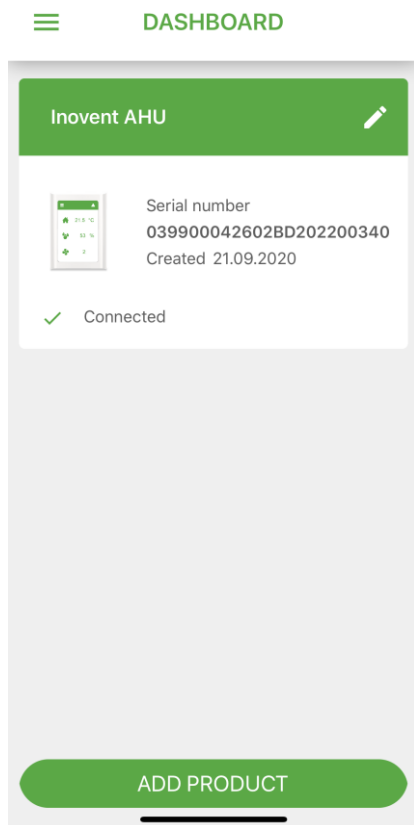 DASHBOARD
Inovent AHU
Serial number
039900042602BD202200340
Created 21.09.2020
Connected
ADD PRODUCT